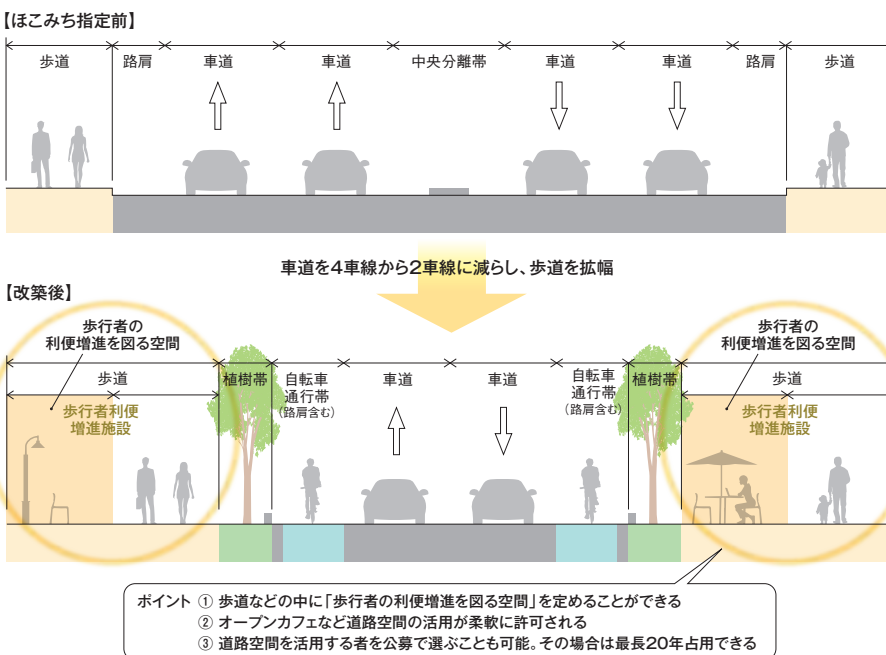 【ほこみち指定前】
歩道 路肩 車道 車道 中央分離帯 車道 車道 路肩 歩道
車道を4車線から2車線に減らし、歩道を拡幅
【改築後】
歩行者の
利便増進を図る空間
歩行者の
利便増進を図る空間
歩道 植樹帯 自転車
通行帯
(路肩含む)
車道 車道 自転車
通行帯
(路肩含む)
植樹帯 歩道
歩行者利便
増進施設
歩行者利便
増進施設
ポイント ① 歩道などの中に「歩行者の利便増進を図る空間」を定めることができる
② オープンカフェなど道路空間の活用が柔軟に許可される
③ 道路空間を活用する者を公募で選ぶことも可能。その場合は最長20年占用できる